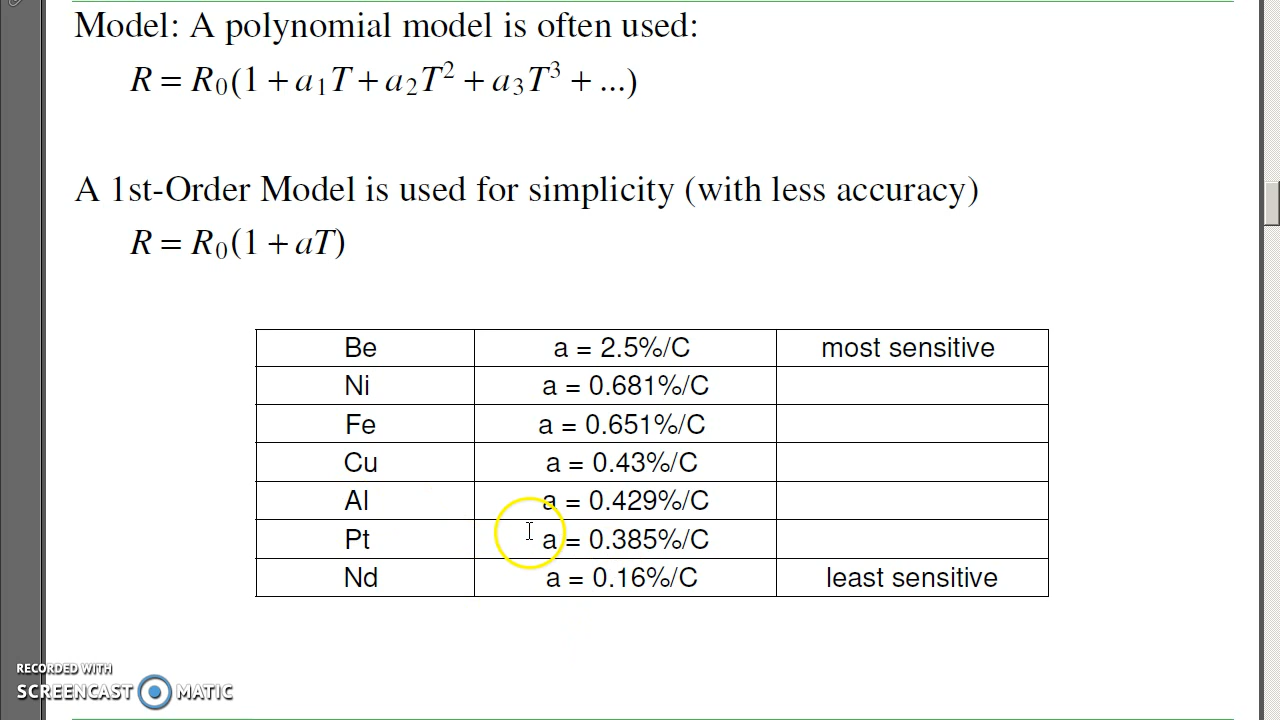 Model: A polynomial model is often used:
R = R₀(1 + a₁T + a₂T² + a₃T³ + ...)
A 1st-Order Model is used for simplicity (with less accuracy)
R = R₀(1 + aT)
Be a = 2.5%/C most sensitive
Ni a = 0.681%/C
Fe a = 0.651%/C
Cu a = 0.43%/C
Al a = 0.429%/C
Pt a = 0.385%/C
Nd a = 0.16%/C least sensitive
RECORDED WITH
SCREENCAST MATIC